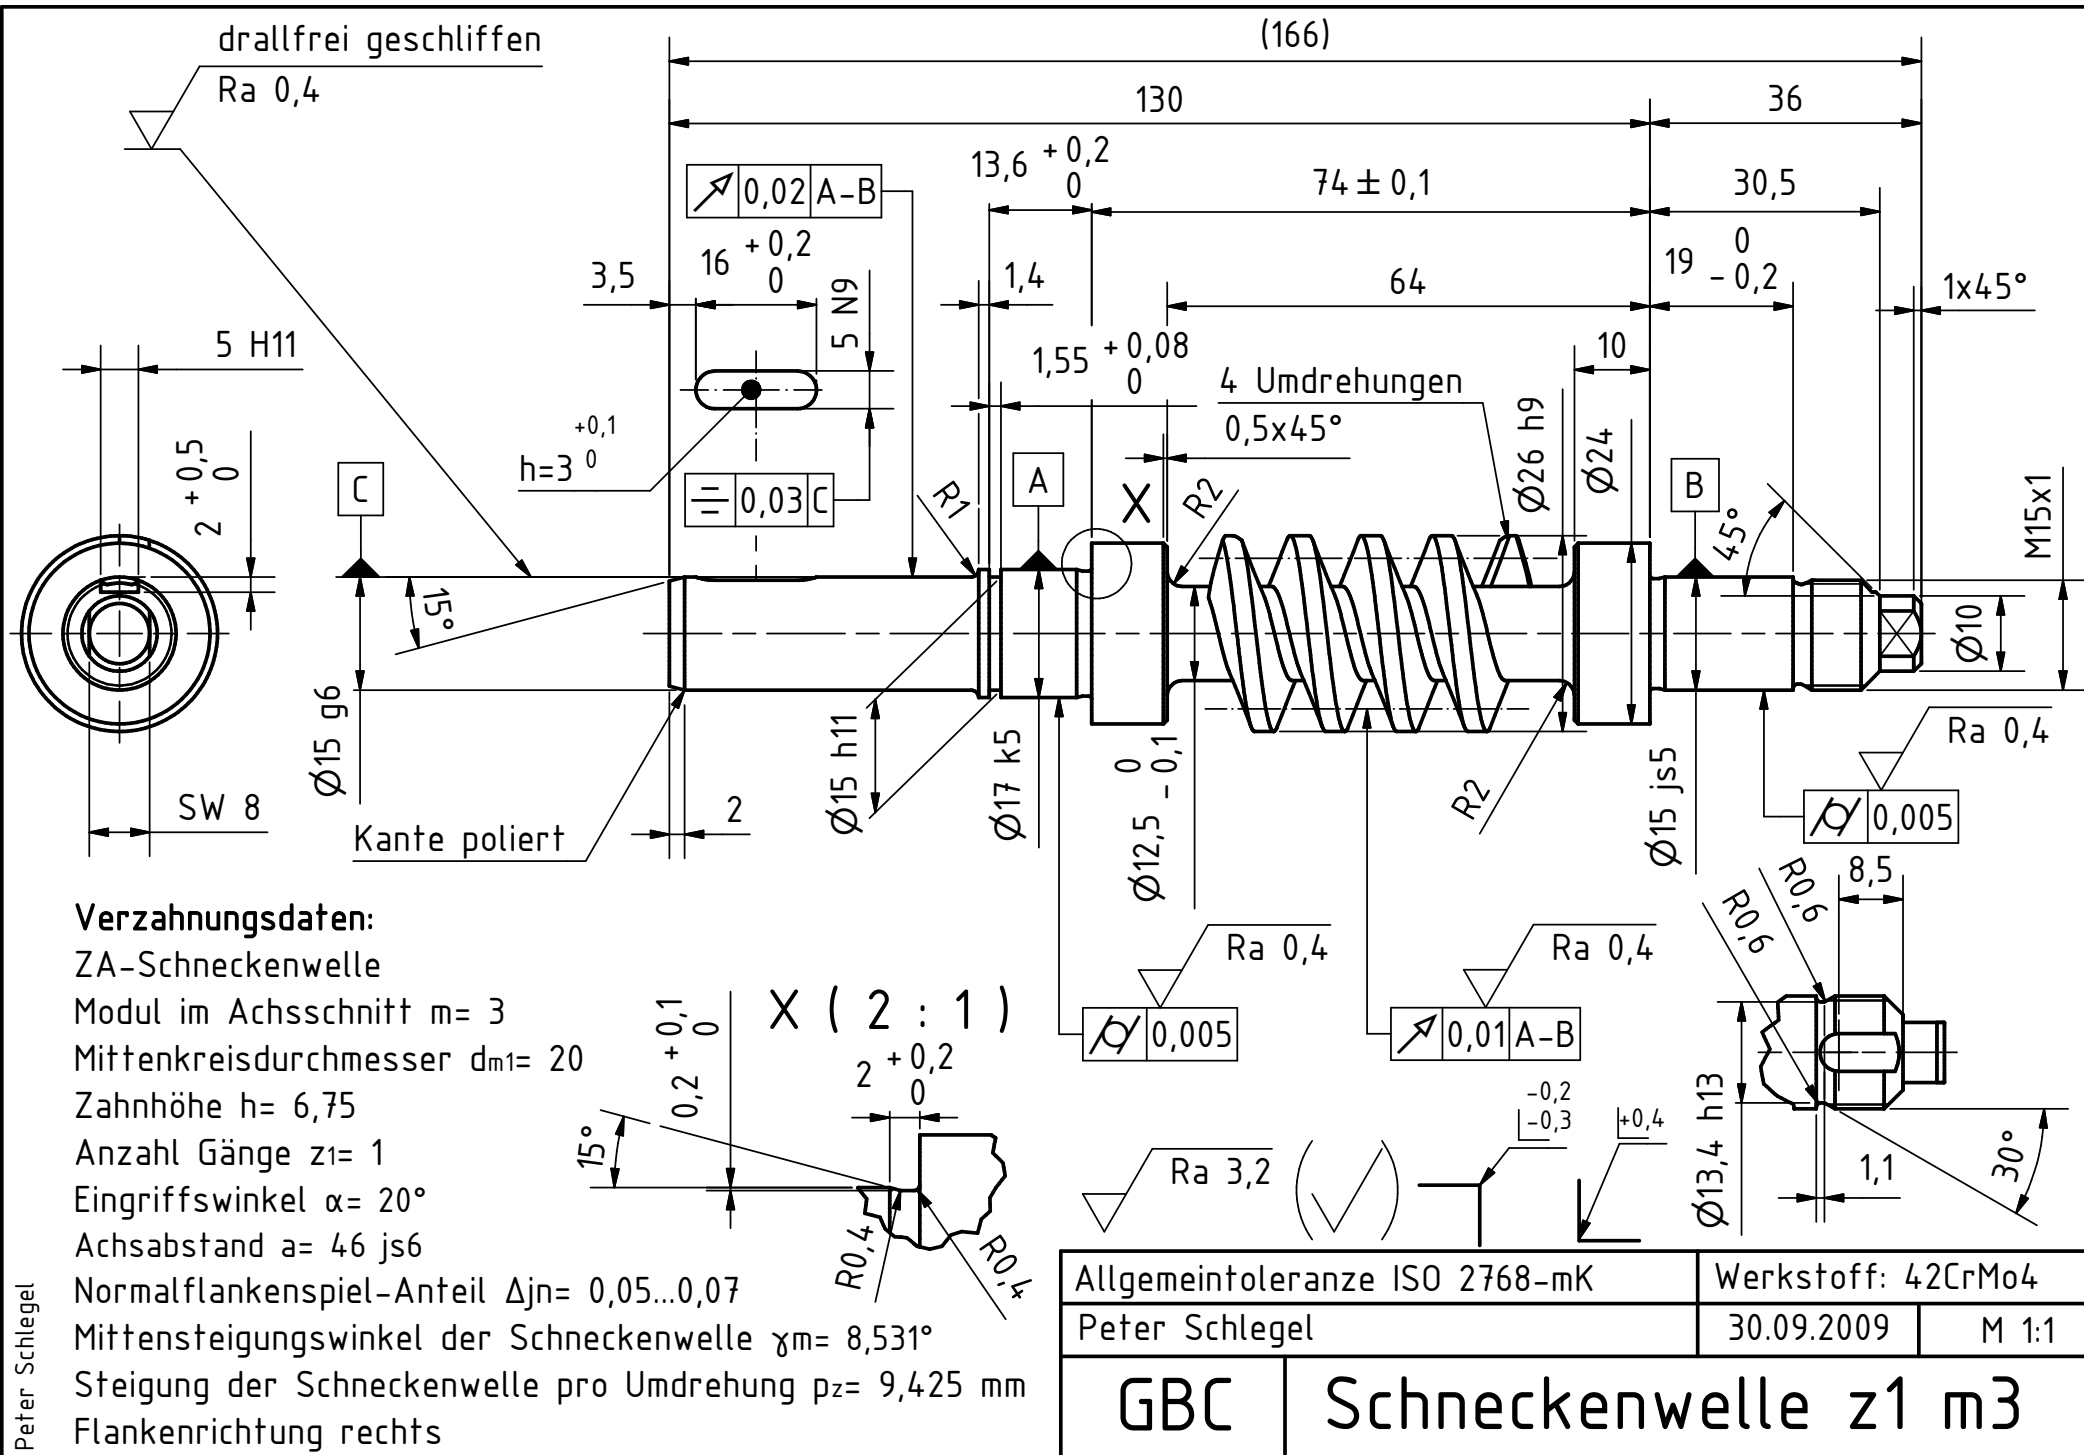 drallfrei geschliffen
Ra 0,4
(166)
130
36
13,6 +0,2 0
74 ± 0,1
30,5
0,02 A-B
3,5
16 +0,2 0
1,4
64
19 0 -0,2
1x45°
5 N9
5 H11
1,55 +0,08 0
10
4 Umdrehungen
0,5x45°
2 +0,5 0
h=3 +0,1 0
0,03 C
C
R1
A
X
R2
Ø26 h9
Ø24
B
45°
M15x1
15°
Ø10
Ø15 g6
SW 8
Kante poliert
2
Ø15 h11
Ø17 k5
Ø12,5 0 -0,1
R2
Ø15 js5
Ra 0,4
0,005
R0,6
R0,6
8,5
Verzahnungsdaten:
ZA-Schneckenwelle
Modul im Achsschnitt m= 3
Mittenkreisdurchmesser dm1= 20
Zahnhöhe h= 6,75
Anzahl Gänge z1= 1
Eingriffswinkel α= 20°
Achsabstand a= 46 js6
Normalflankenspiel-Anteil Δjn= 0,05...0,07
Mittensteigungswinkel der Schneckenwelle γm= 8,531°
Steigung der Schneckenwelle pro Umdrehung pz= 9,425 mm
Flankenrichtung rechts
Peter Schlegel
X ( 2 : 1 )
0,2 +0,1 0
2 +0,2 0
15°
R0,4
R0,4
Ra 0,4
0,005
Ra 0,4
0,01 A-B
Ra 3,2
-0,2
-0,3
+0,4
Ø13,4 h13
1,1
30°
Allgemeintoleranze ISO 2768-mK
Werkstoff: 42CrMo4
Peter Schlegel
30.09.2009
M 1:1
GBC
Schneckenwelle z1 m3